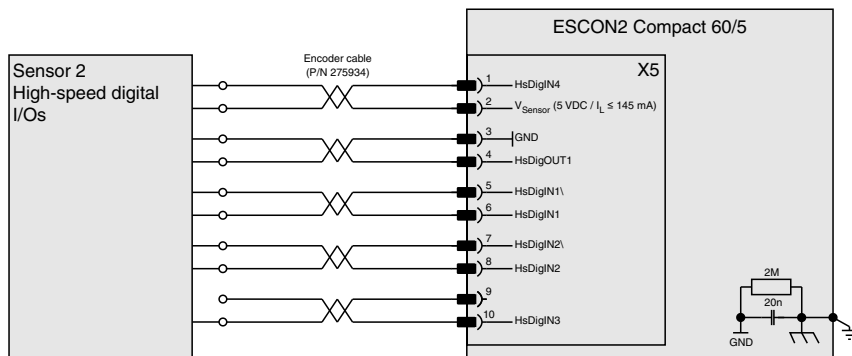 ESCON2 Compact 60/5
Encoder cable
(P/N 275934)
Sensor 2
High-speed digital
I/Os
X5
1 HsDigIN4
2 VSensor (5 VDC / IL ≤ 145 mA)
3 GND
4 HsDigOUT1
5 HsDigIN1\
6 HsDigIN1
7 HsDigIN2\
8 HsDigIN2
9
10 HsDigIN3
2M
20n
GND